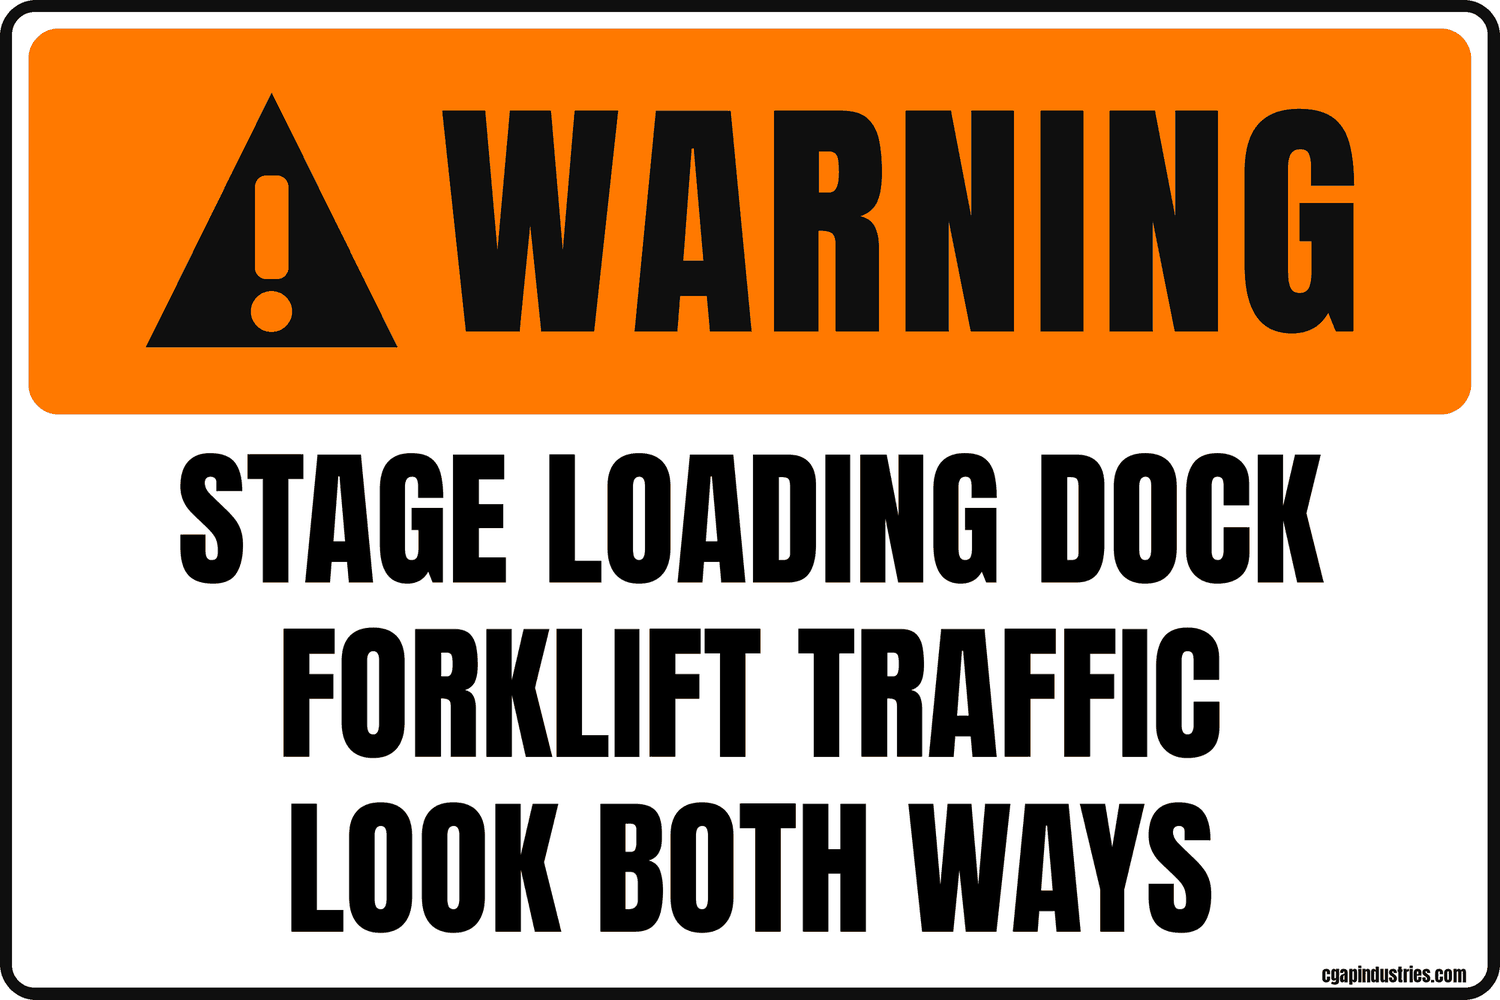 WARNING
STAGE LOADING DOCK
FORKLIFT TRAFFIC
LOOK BOTH WAYS
cgapindustries.com